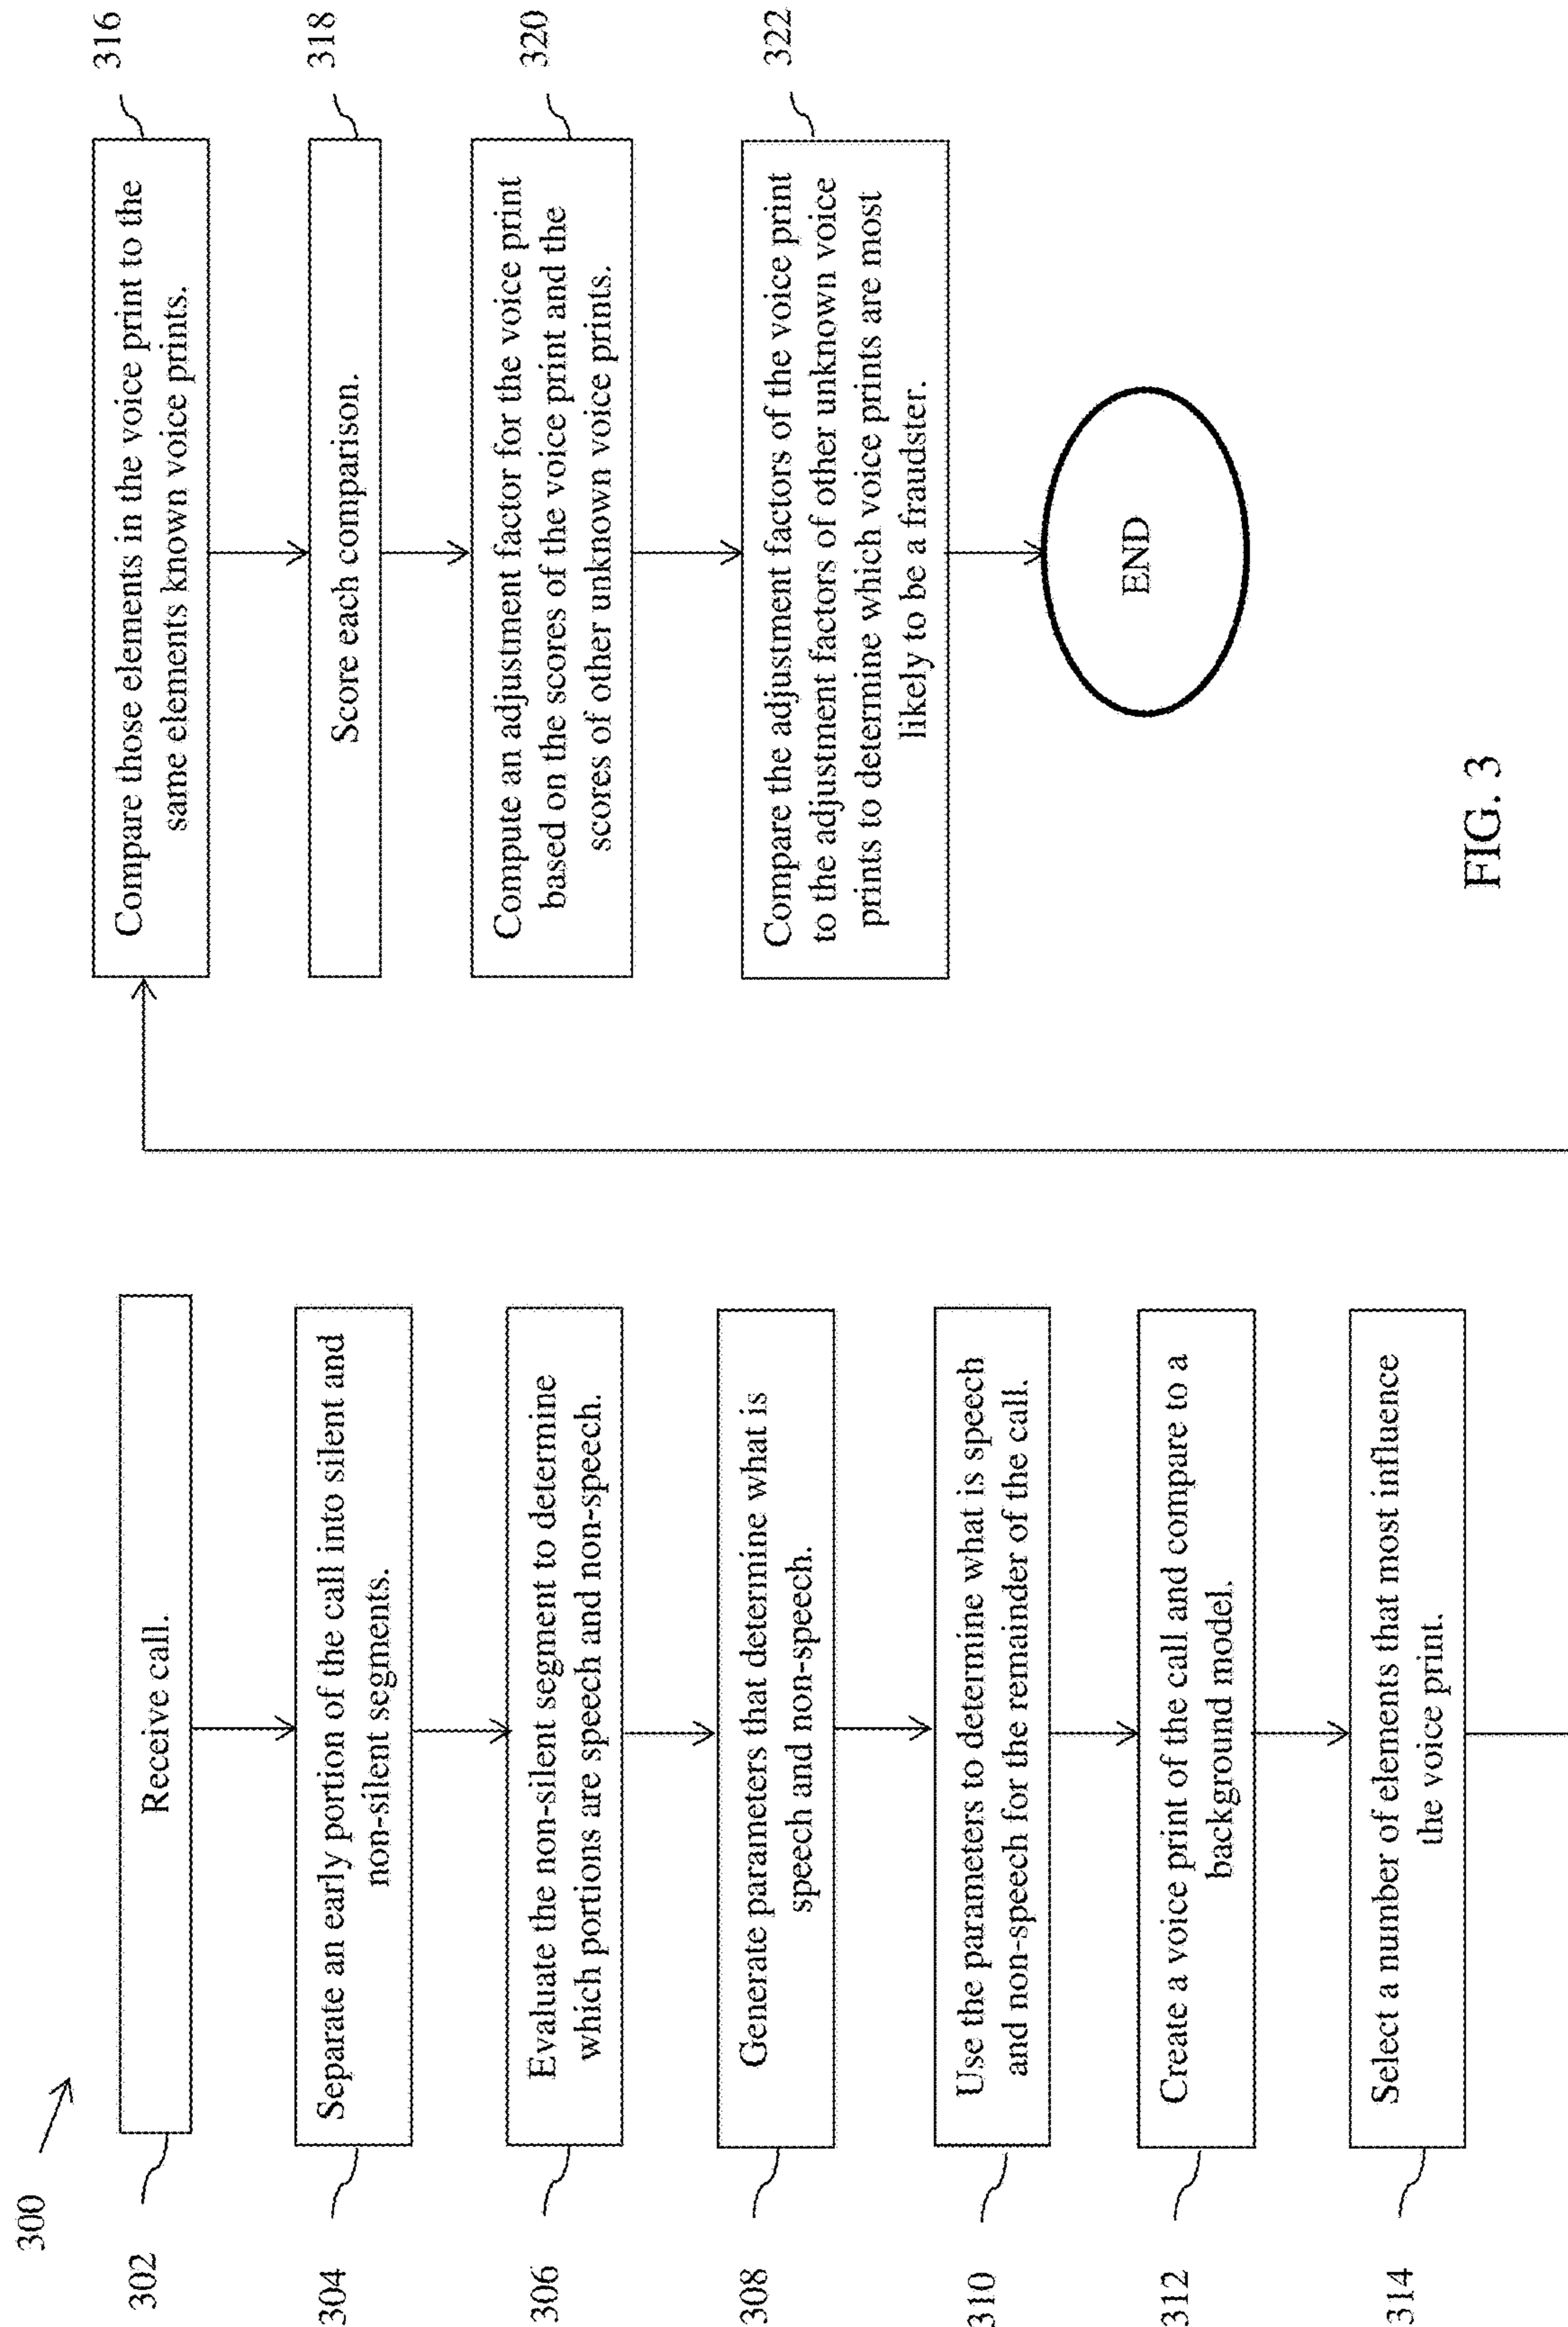 300
302
Receive call.
304
Separate an early portion of the call into silent and
non-silent segments.
306
Evaluate the non-silent segment to determine
which portions are speech and non-speech.
308
Generate parameters that determine what is
speech and non-speech.
310
Use the parameters to determine what is speech
and non-speech for the remainder of the call.
312
Create a voice print of the call and compare to a
background model.
314
Select a number of elements that most influence
the voice print.
316
Compare those elements in the voice print to the
same elements known voice prints.
318
Score each comparison.
320
Compute an adjustment factor for the voice print
based on the scores of the voice print and the
scores of other unknown voice prints.
322
Compare the adjustment factors of the voice print
to the adjustment factors of other unknown voice
prints to determine which voice prints are most
likely to be a fraudster.
END
FIG. 3